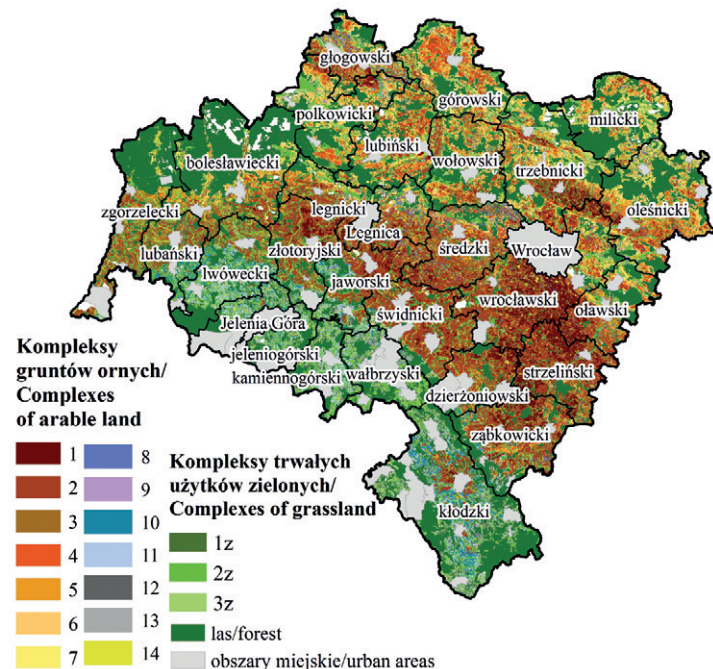 głogowski
górowski
polkowicki
milicki
lubiński
bolesławiecki
wołowski
trzebnicki
zgorzelecki
legnicki
oleśnicki
Legnica
lubański
złotoryjski
średzki
Wrocław
lwówecki
jaworski
wrocławski
świdnicki
oławski
Jelenia Góra
jeleniogórski
strzeliński
kamiennogórski
wałbrzyski
dzierżoniowski
ząbkowicki
kłodzki
Kompleksy
gruntów ornych/
Complexes
of arable land
1
2
3
4
5
6
7
8
9
10
11
12
13
14
Kompleksy trwałych
użytków zielonych/
Complexes of grassland
1z
2z
3z
las/forest
obszary miejskie/urban areas